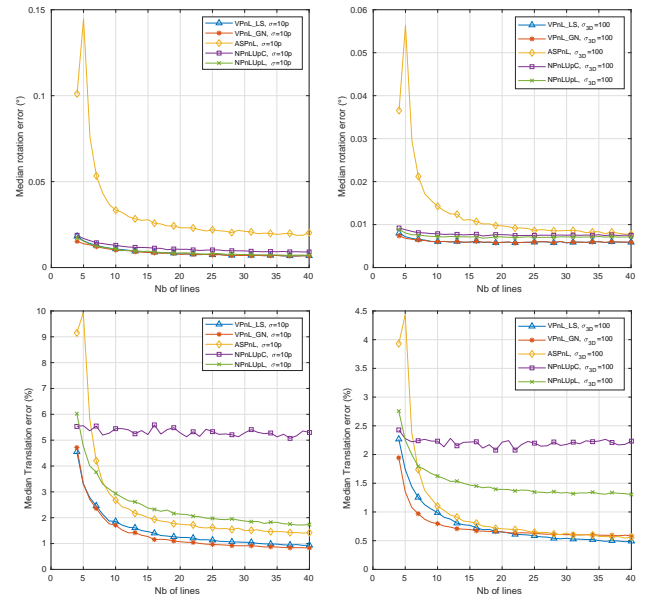 0.15
0.1
0.05
0
Median rotation error (°)
0 5 10 15 20 25 30 35 40
Nb of lines
VPnL_LS, σ=10p
VPnL_GN, σ=10p
ASPnL, σ=10p
NPnLUpC, σ=10p
NPnLUpL, σ=10p
0.06
0.05
0.04
0.03
0.02
0.01
0
Median rotation error (°)
0 5 10 15 20 25 30 35 40
Nb of lines
VPnL_LS, σ3D=100
VPnL_GN, σ3D=100
ASPnL, σ3D=100
NPnLUpC, σ3D=100
NPnLUpL, σ3D=100
10
9
8
7
6
5
4
3
2
1
0
Median Translation error (%)
0 5 10 15 20 25 30 35 40
Nb of lines
VPnL_LS, σ=10p
VPnL_GN, σ=10p
ASPnL, σ=10p
NPnLUpC, σ=10p
NPnLUpL, σ=10p
4.5
4
3.5
3
2.5
2
1.5
1
0.5
0
Median Translation error (%)
0 5 10 15 20 25 30 35 40
Nb of lines
VPnL_LS, σ3D=100
VPnL_GN, σ3D=100
ASPnL, σ3D=100
NPnLUpC, σ3D=100
NPnLUpL, σ3D=100